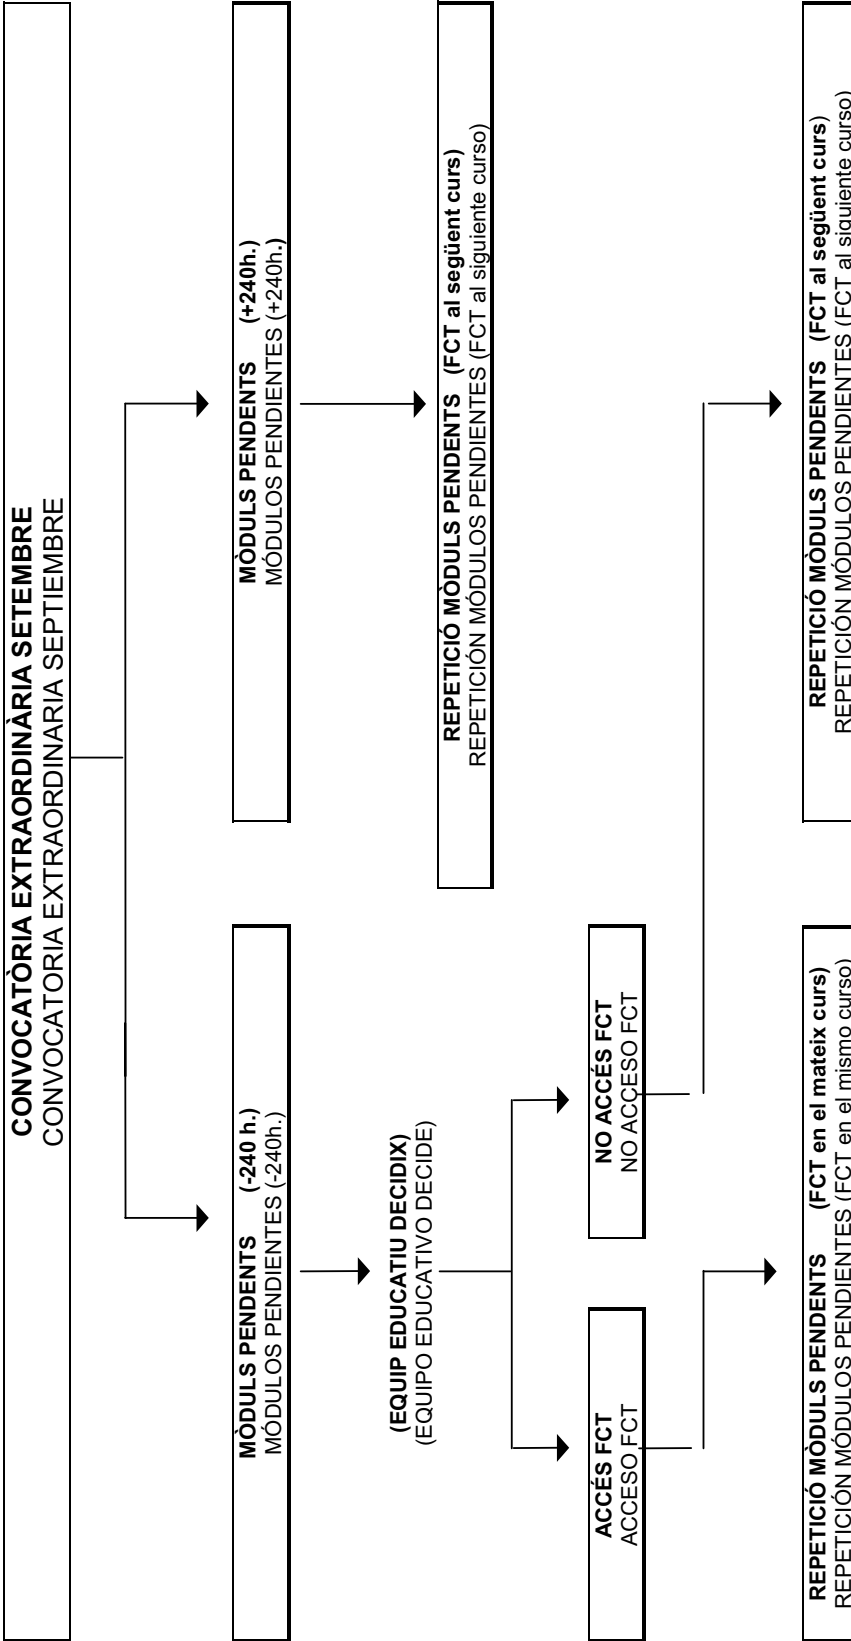 CONVOCATÒRIA EXTRAORDINÀRIA SETEMBRE
CONVOCATORIA EXTRAORDINARIA SEPTIEMBRE
MÒDULS PENDENTS (-240 h.)
MÓDULOS PENDIENTES (-240h.)
MÒDULS PENDENTS (+240h.)
MÓDULOS PENDIENTES (+240h.)
(EQUIP EDUCATIU DECIDIX)
(EQUIPO EDUCATIVO DECIDE)
REPETICIÓ MÒDULS PENDENTS (FCT al següent curs)
REPETICIÓN MÓDULOS PENDIENTES (FCT al siguiente curso)
ACCÉS FCT
ACCESO FCT
NO ACCÉS FCT
NO ACCESO FCT
REPETICIÓ MÒDULS PENDENTS (FCT en el mateix curs)
REPETICIÓN MÓDULOS PENDIENTES (FCT en el mismo curso)
REPETICIÓ MÒDULS PENDENTS (FCT al següent curs)
REPETICIÓN MÓDULOS PENDIENTES (FCT al siguiente curso)